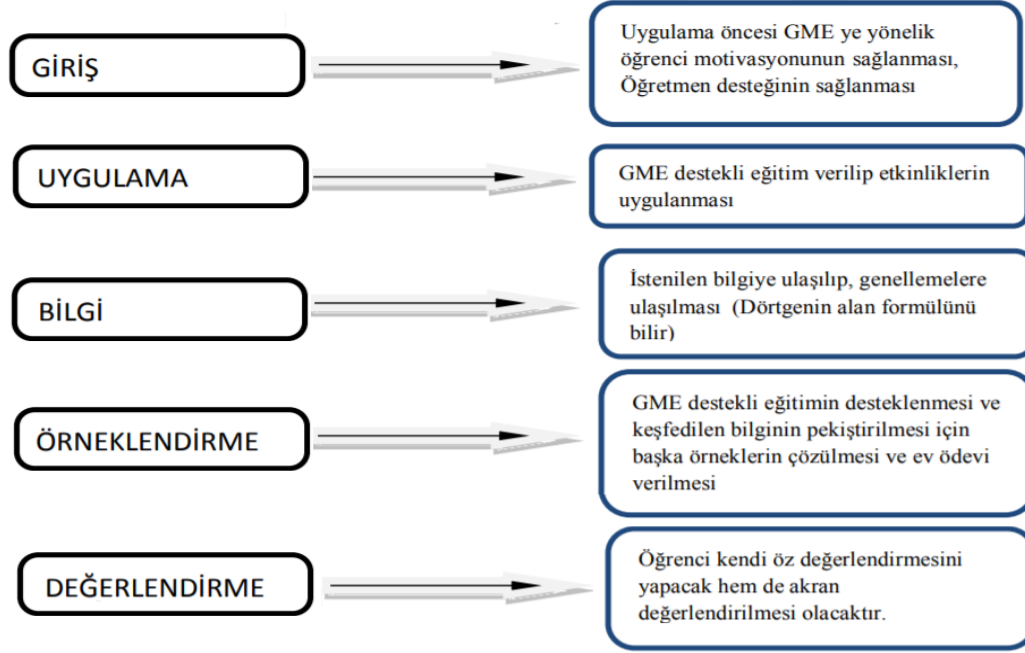 GİRİŞ
Uygulama öncesi GME ye yönelik
öğrenci motivasyonunun sağlanması,
Öğretmen desteğinin sağlanması
UYGULAMA
GME destekli eğitim verilip etkinliklerin
uygulanması
BİLGİ
İstenilen bilgiye ulaşılıp, genellemelere
ulaşılması (Dörtgenin alan formülünü
bilir)
ÖRNEKLENDİRME
GME destekli eğitimin desteklenmesi ve
keşfedilen bilginin pekiştirilmesi için
başka örneklerin çözülmesi ve ev ödevi
verilmesi
DEĞERLENDİRME
Öğrenci kendi öz değerlendirmesini
yapacak hem de akran
değerlendirilmesi olacaktır.